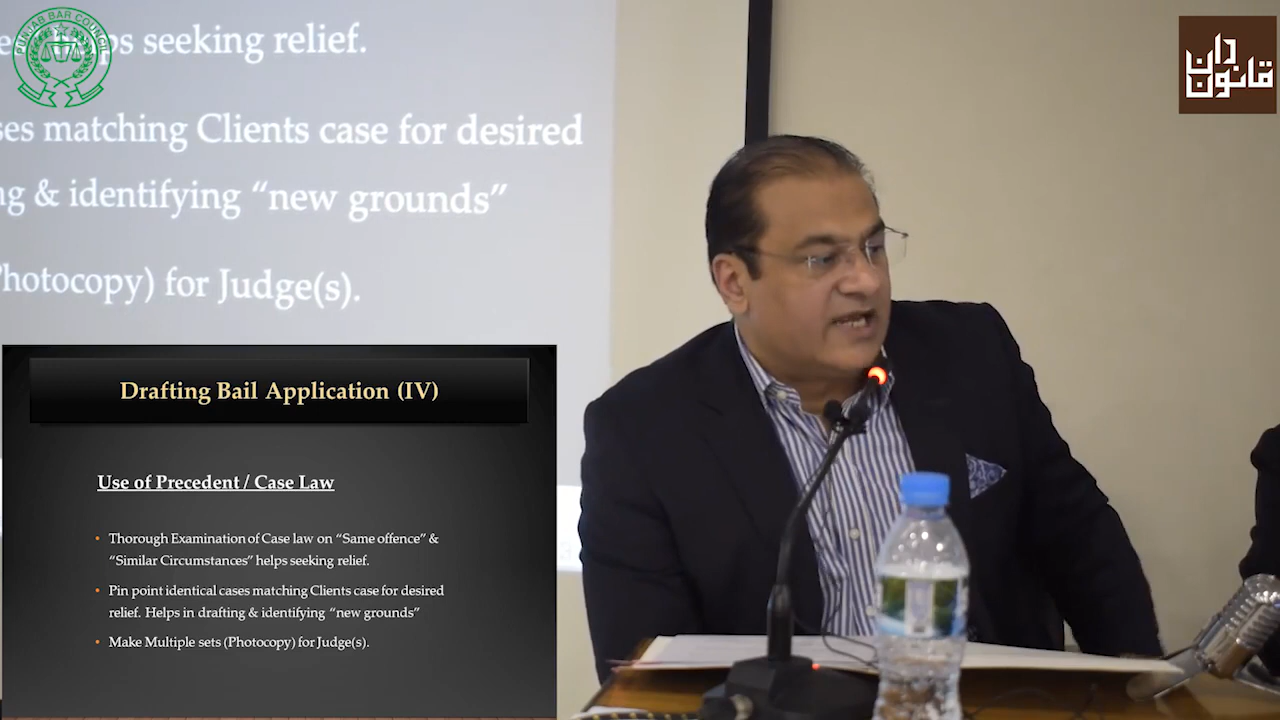 PUNJAB BAR COUNCIL
قانون دان
ps seeking relief.
ses matching Clients case for desired
ng & identifying “new grounds”
Photocopy) for Judge(s).
Drafting Bail Application (IV)
Use of Precedent / Case Law
• Thorough Examination of Case law on “Same offence” &
“Similar Circumstances” helps seeking relief.
• Pin point identical cases matching Clients case for desired
relief. Helps in drafting & identifying “new grounds”
• Make Multiple sets (Photocopy) for Judge(s).